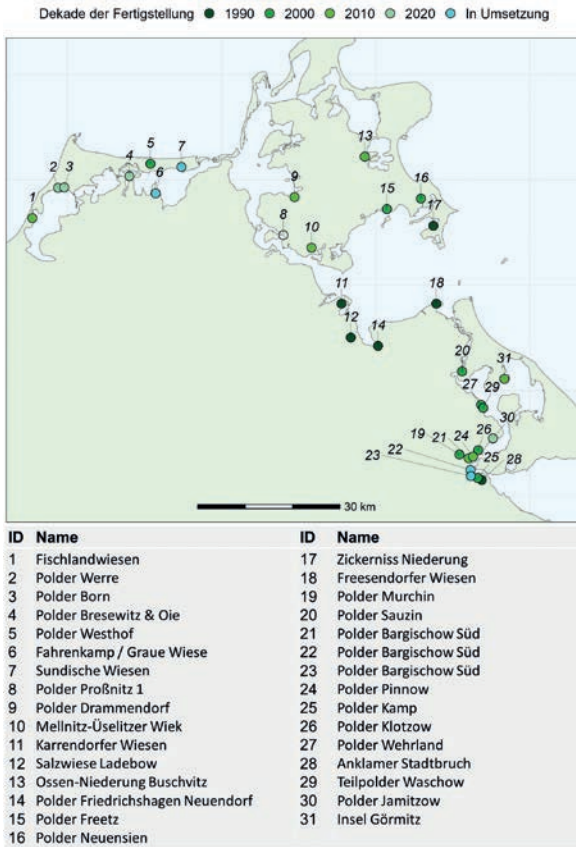 Dekade der Fertigstellung 1990 2000 2010 2020 In Umsetzung
13
5 7
4
2 3
6
9
16
1
15
17
8
10
11
18
12
14
20
31
27
29
30
26
19
24
21
22
25
28
23
30 km
ID Name
1 Fischlandwiesen
2 Polder Werre
3 Polder Born
4 Polder Bresewitz & Oie
5 Polder Westhof
6 Fahrenkamp / Graue Wiese
7 Sundische Wiesen
8 Polder Proßnitz 1
9 Polder Drammendorf
10 Mellnitz-Üselitzer Wiek
11 Karrendorfer Wiesen
12 Salzwiese Ladebow
13 Ossen-Niederung Buschvitz
14 Polder Friedrichshagen Neuendorf
15 Polder Freetz
16 Polder Neuensien
ID Name
17 Zickerniss Niederung
18 Freesendorfer Wiesen
19 Polder Murchin
20 Polder Sauzin
21 Polder Bargischow Süd
22 Polder Bargischow Süd
23 Polder Bargischow Süd
24 Polder Pinnow
25 Polder Kamp
26 Polder Klotzow
27 Polder Wehrland
28 Anklamer Stadtbruch
29 Teilpolder Waschow
30 Polder Jamitzow
31 Insel Görmitz